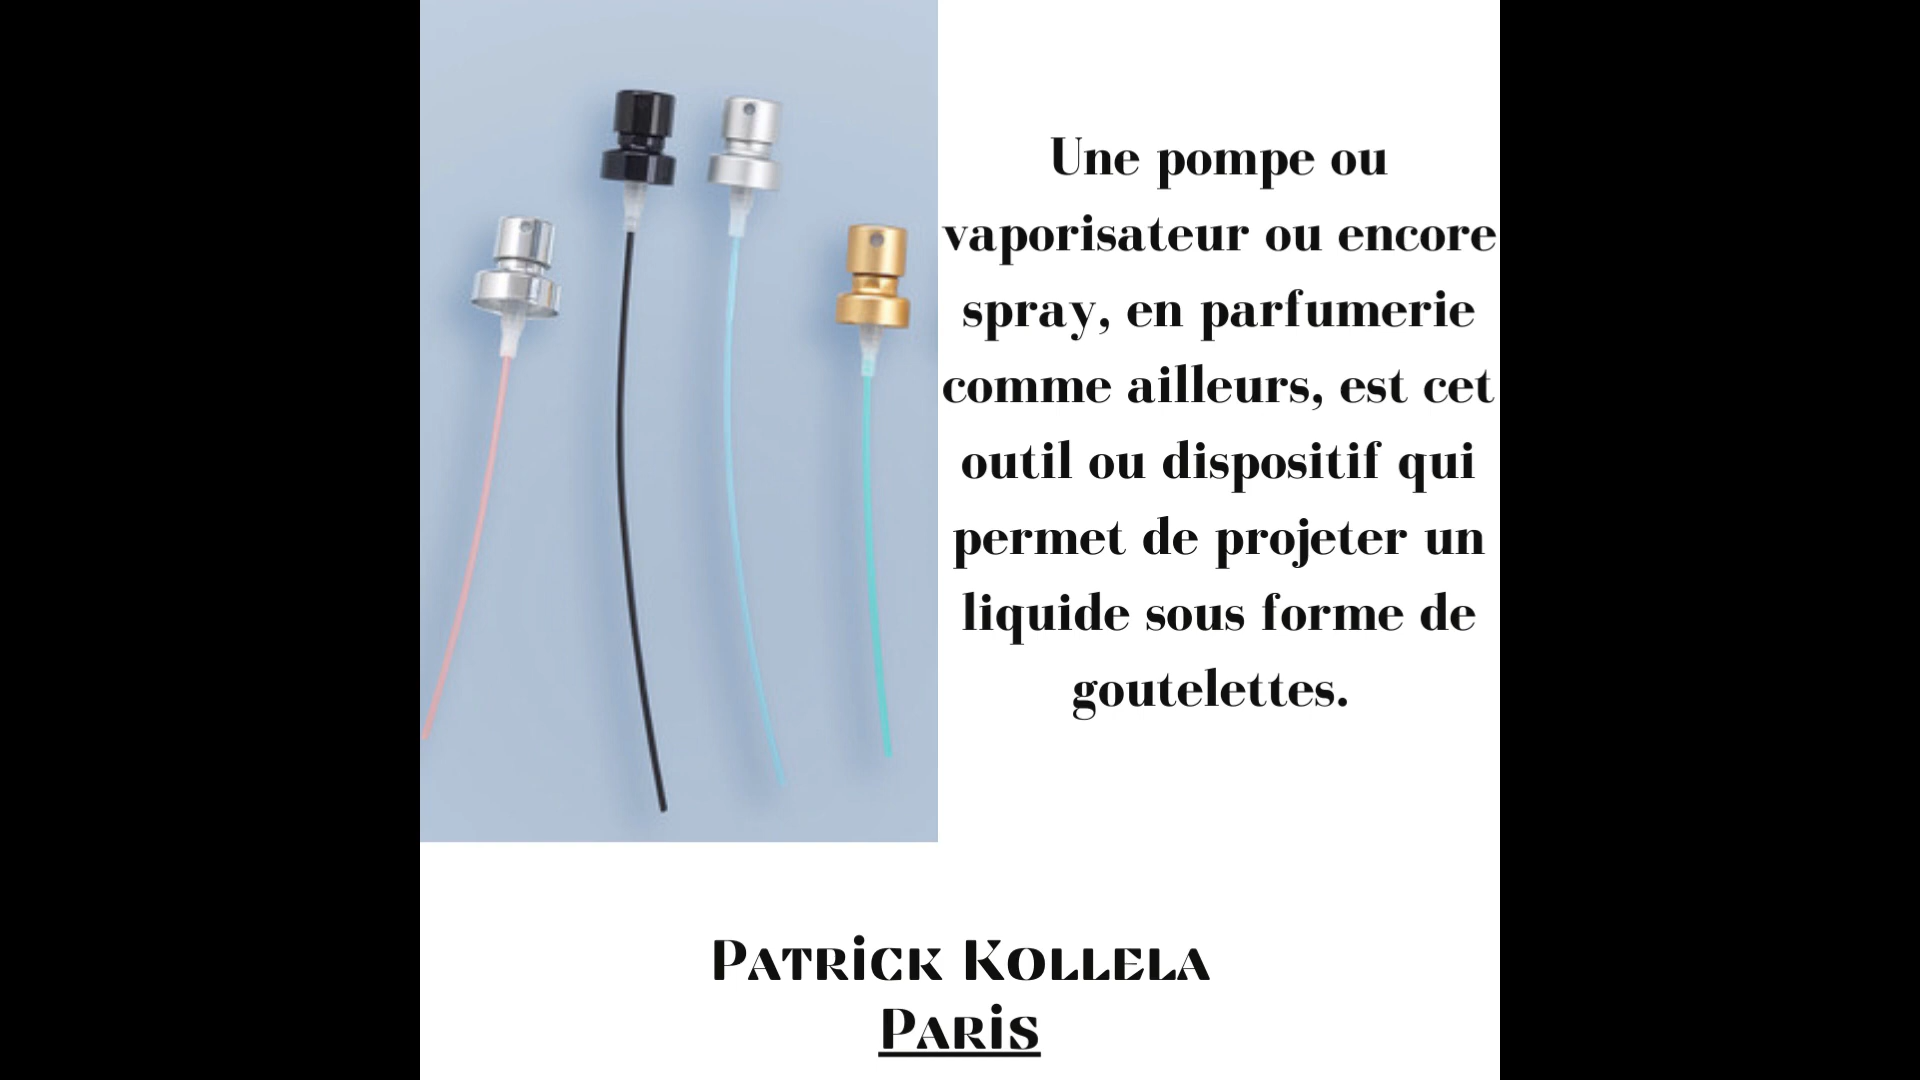 Une pompe ou
vaporisateur ou encore
spray, en parfumerie
comme ailleurs, est cet
outil ou dispositif qui
permet de projeter un
liquide sous forme de
goutelettes.
Patrick Kollela
Paris